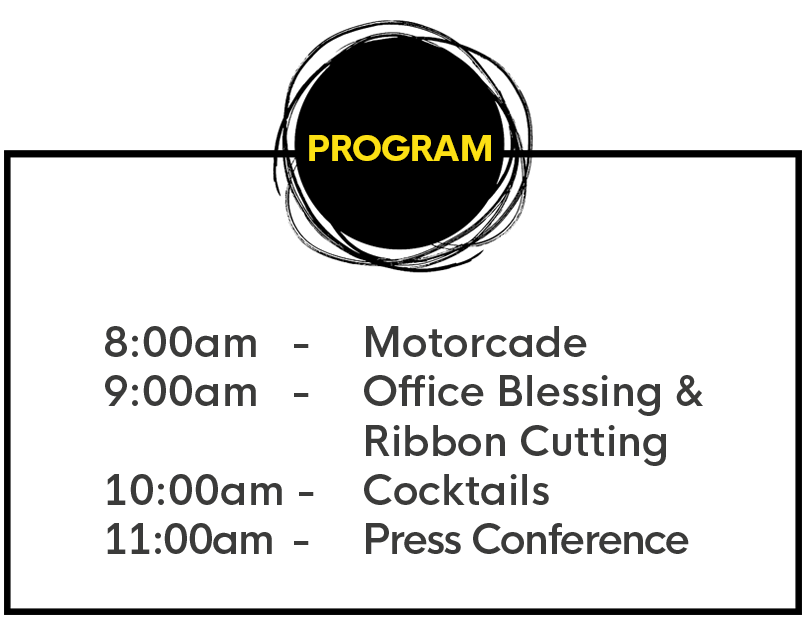 PROGRAM
8:00am - Motorcade
9:00am - Office Blessing &
Ribbon Cutting
10:00am - Cocktails
11:00am - Press Conference